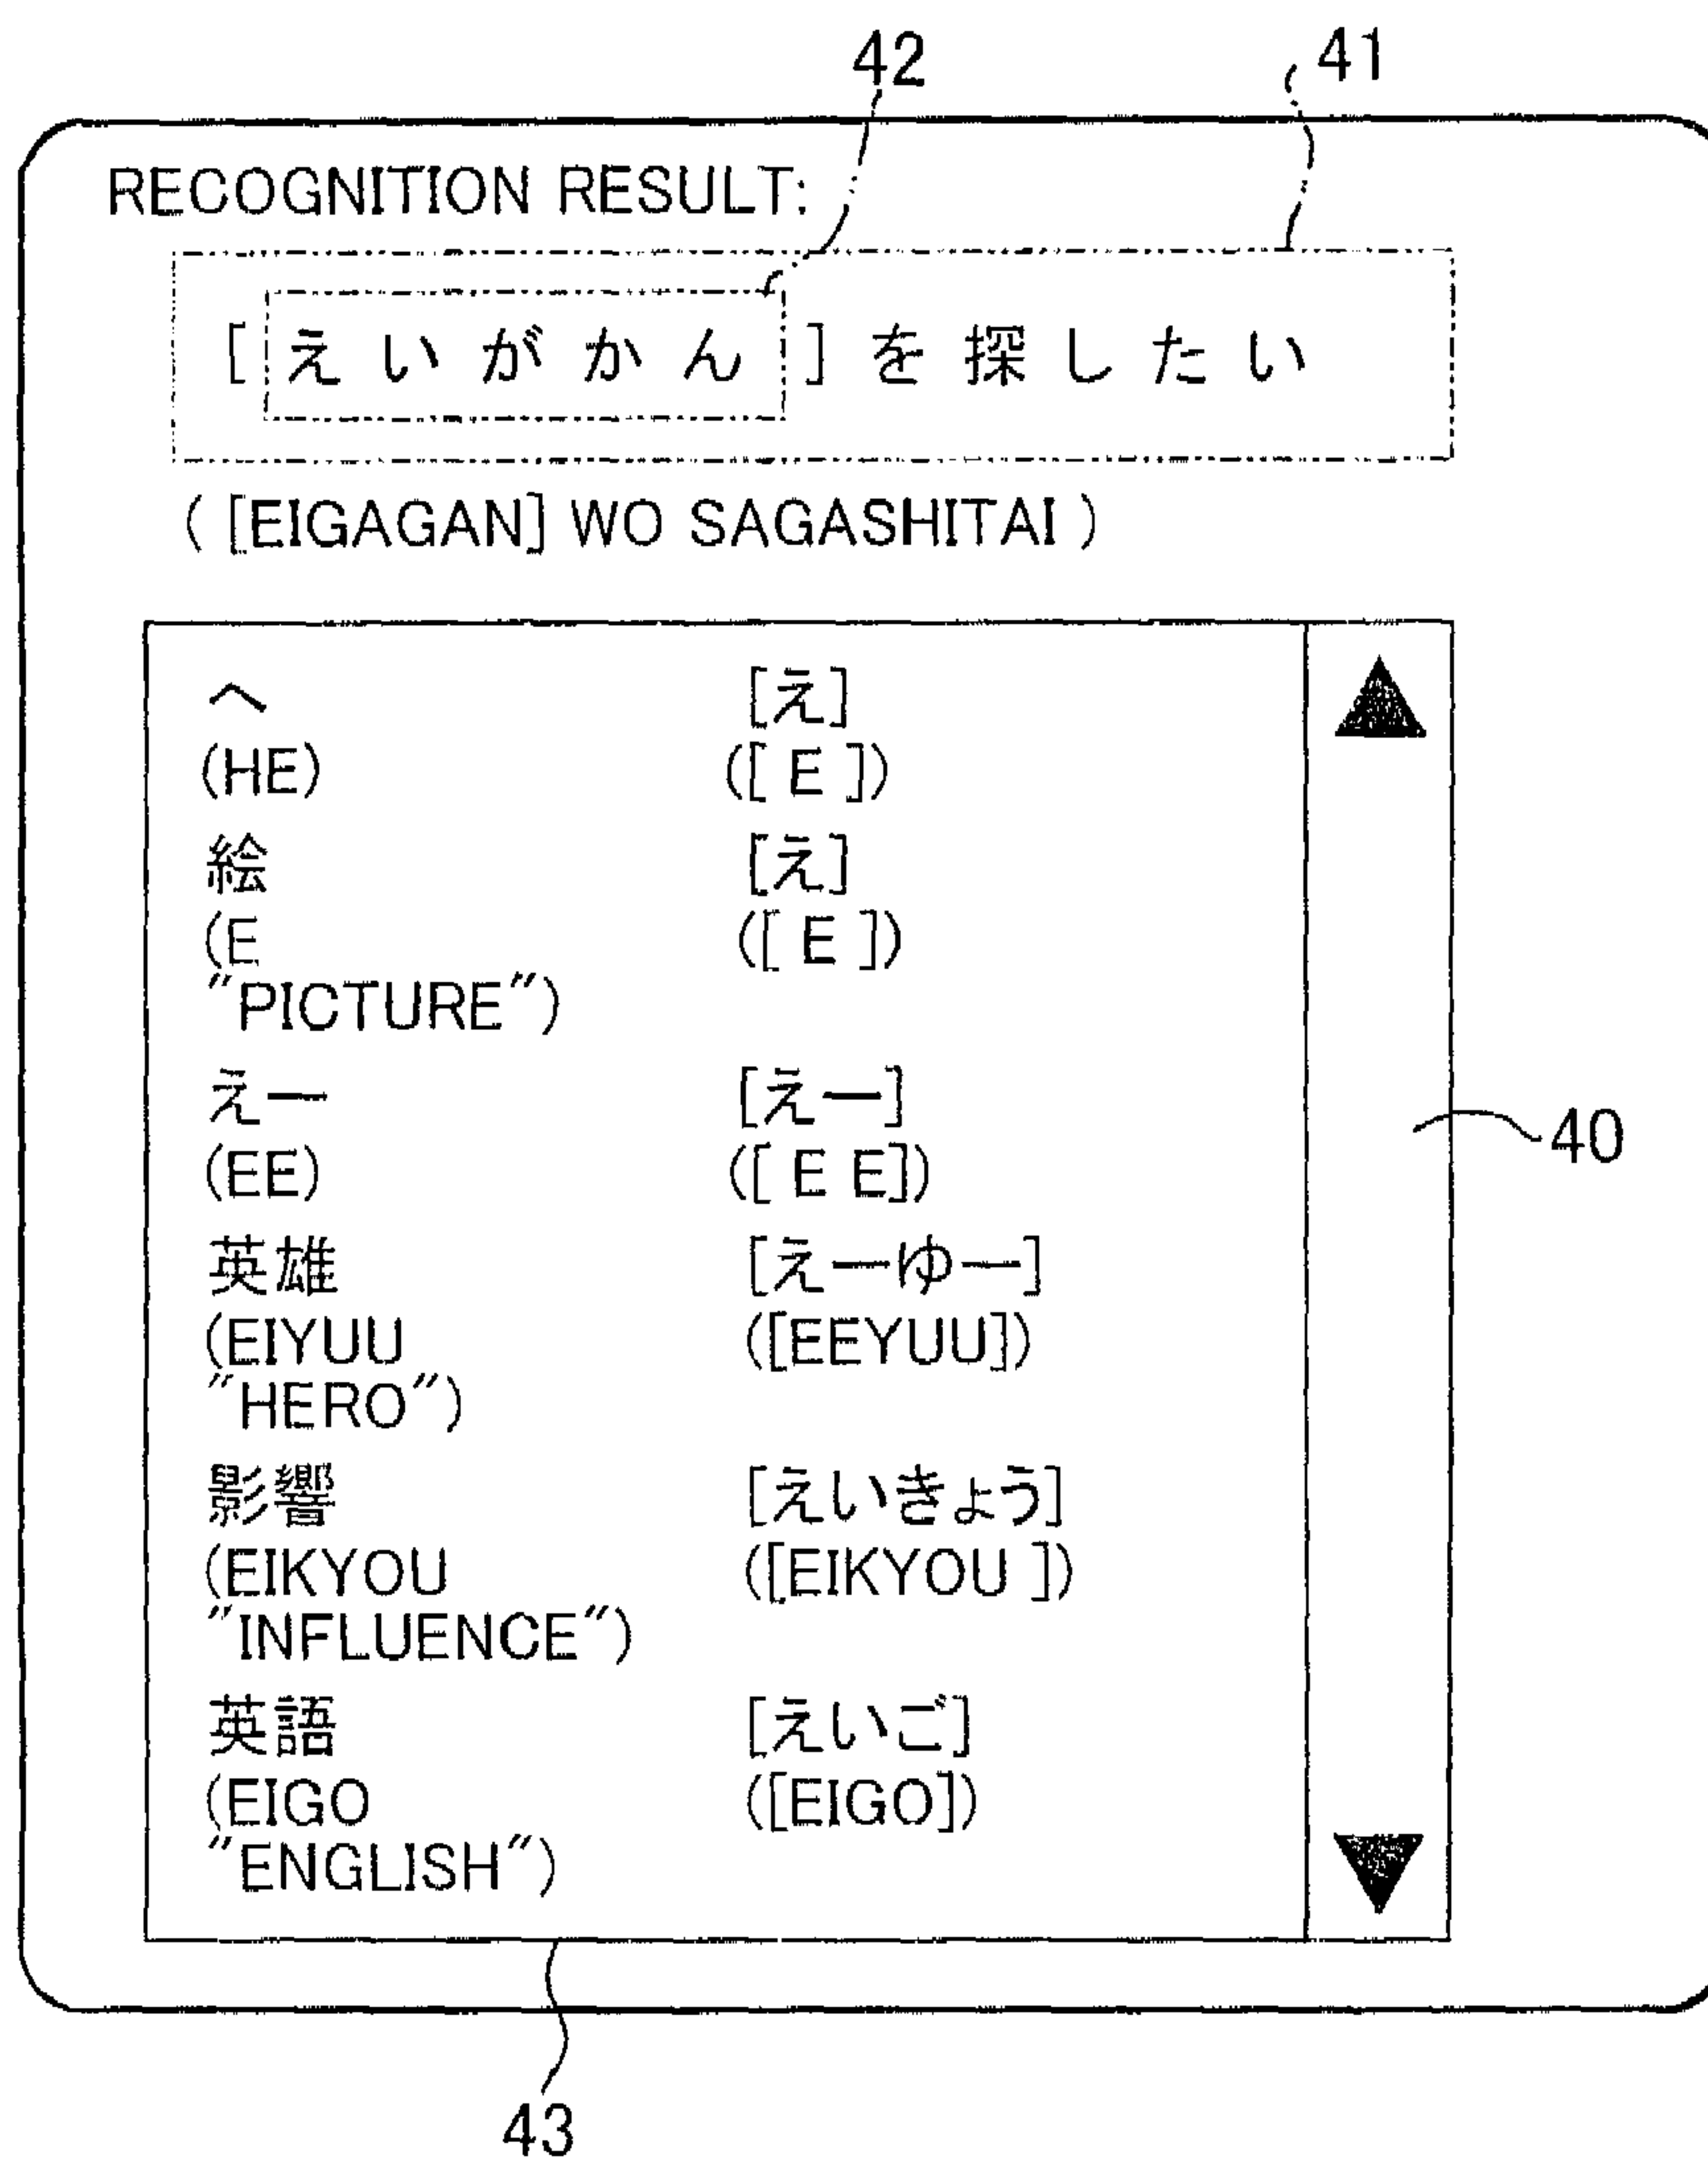 42
41
RECOGNITION RESULT:
[えいがかん]を探したい
([EIGAGAN] WO SAGASHITAI)
へ [え]
(HE) ([ E ])
絵 [え]
(E ([ E ])
"PICTURE")
えー [えー]
(EE) ([ E E])
40
英雄 [えーゆー]
(EIYUU ([EEYUU])
"HERO")
影響 [えいきょう]
(EIKYOU ([EIKYOU ])
"INFLUENCE")
英語 [えいご]
(EIGO ([EIGO])
"ENGLISH")
43